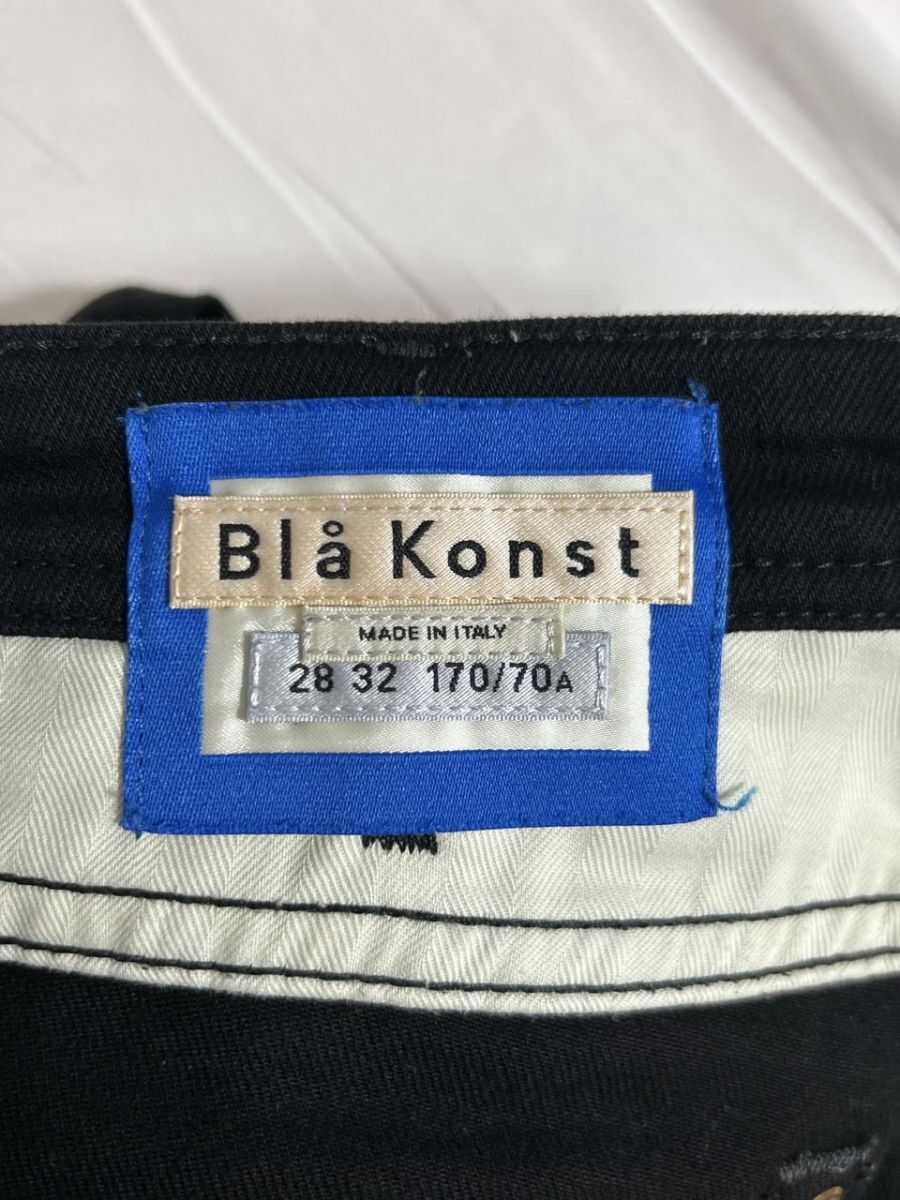 Blå Konst
MADE IN ITALY
28 32 170/70A